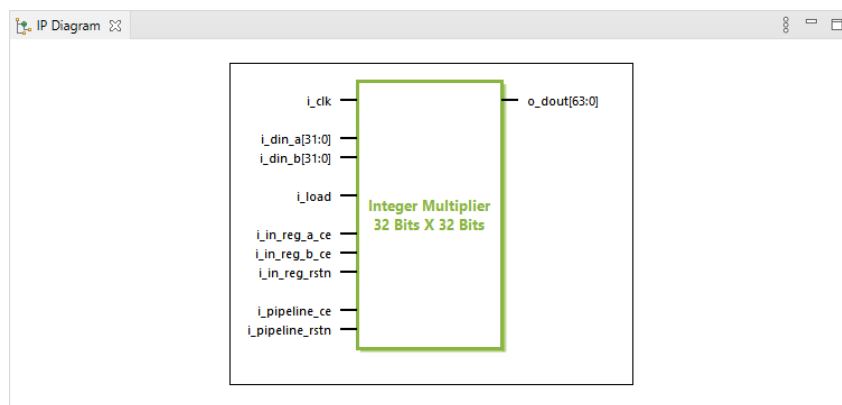 IP Diagram
i_clk
o_dout[63:0]
i_din_a[31:0]
i_din_b[31:0]
i_load
Integer Multiplier
32 Bits X 32 Bits
i_in_reg_a_ce
i_in_reg_b_ce
i_in_reg_rstn
i_pipeline_ce
i_pipeline_rstn